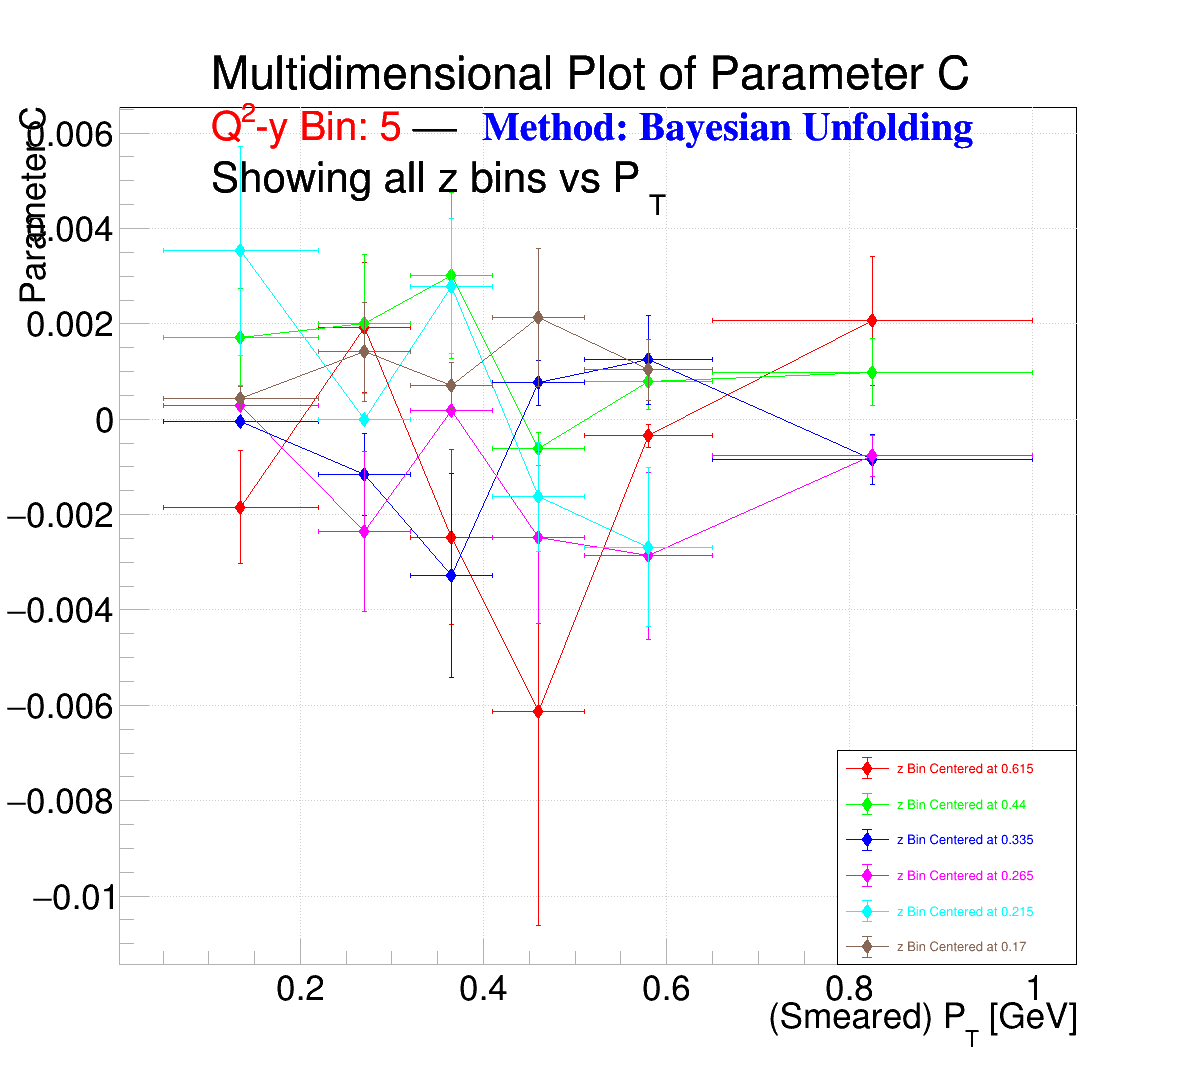 Multidimensional Plot of Parameter C
Q²-y Bin: 5 — Method: Bayesian Unfolding
Showing all z bins vs P_T
Parameter C
0.006
0.004
0.002
0
−0.002
−0.004
−0.006
−0.008
−0.01
z Bin Centered at 0.615
z Bin Centered at 0.44
z Bin Centered at 0.335
z Bin Centered at 0.265
z Bin Centered at 0.215
z Bin Centered at 0.17
0.2 0.4 0.6 0.8 1
(Smeared) P_T [GeV]